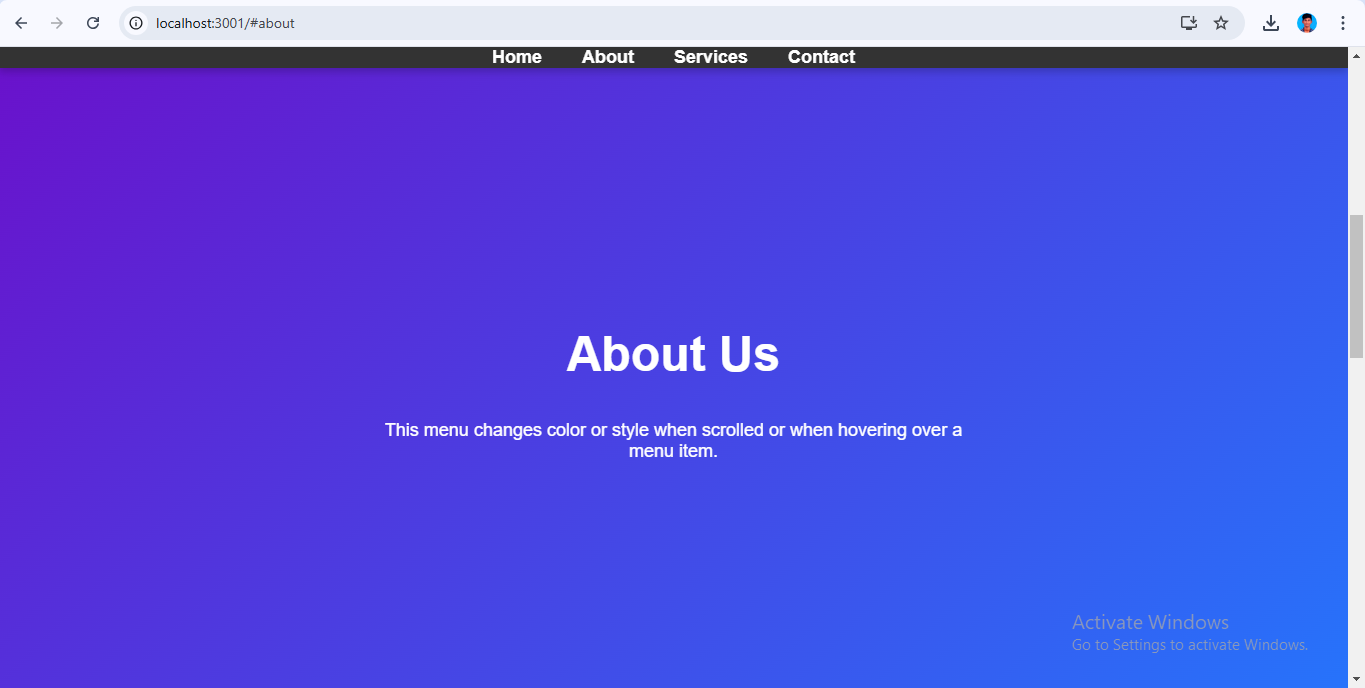 localhost:3001/#about
Home About Services Contact
About Us
This menu changes color or style when scrolled or when hovering over a
menu item.
Activate Windows
Go to Settings to activate Windows.